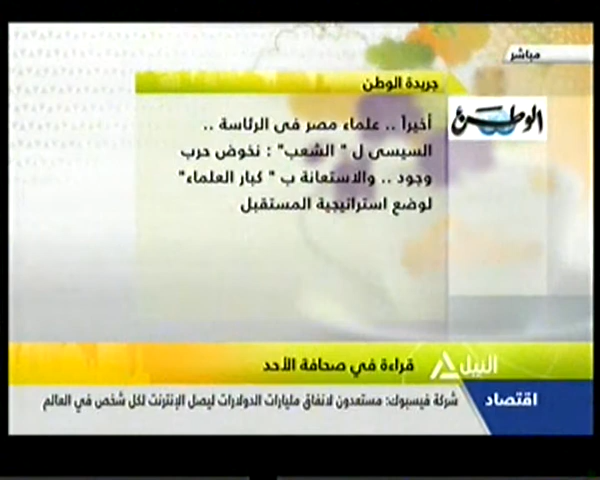 مباشر
جريدة الوطن
الوطن
أخيراً .. علماء مصر فى الرئاسة ..
السيسى ل " الشعب" : نخوض حرب
وجود .. والاستعانة ب " كبار العلماء"
لوضع استراتيجية المستقبل
النيل
قراءة في صحافة الأحد
اقتصاد
شركة فيسبوك: مستعدون لانفاق مليارات الدولارات ليصل الإنترنت لكل شخص في العالم